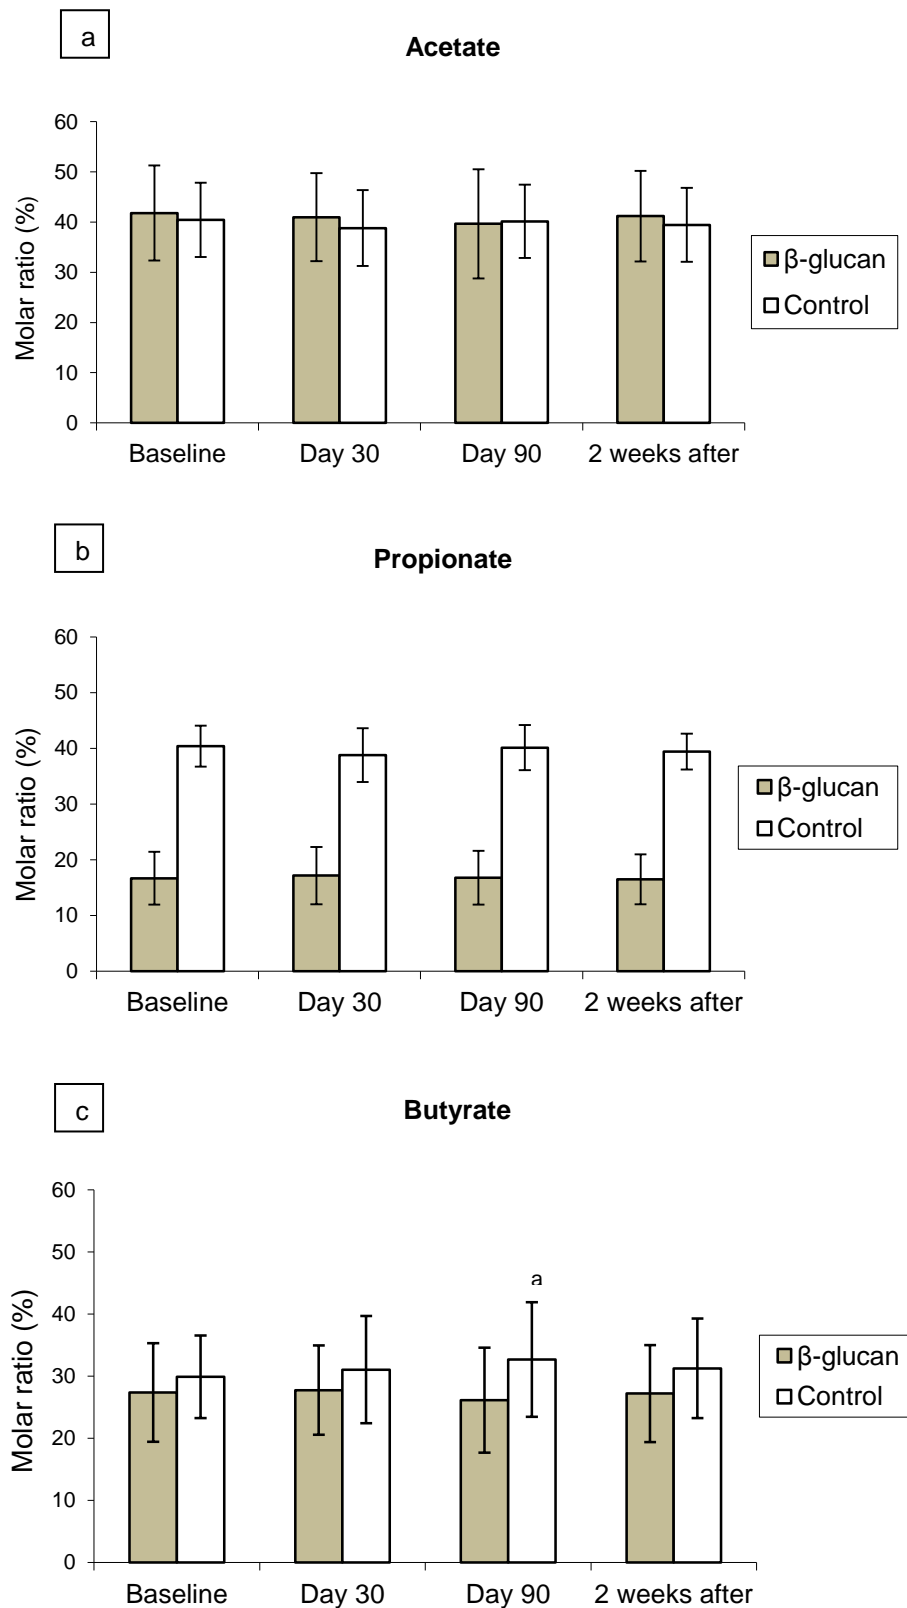 a
Acetate
60
50
40
30
20
10
0
Molar ratio (%)
Baseline Day 30 Day 90 2 weeks after
β-glucan
Control
b
Propionate
60
50
40
30
20
10
0
Molar ratio (%)
Baseline Day 30 Day 90 2 weeks after
β-glucan
Control
c
Butyrate
60
50
40
30
20
10
0
Molar ratio (%)
a
Baseline Day 30 Day 90 2 weeks after
β-glucan
Control